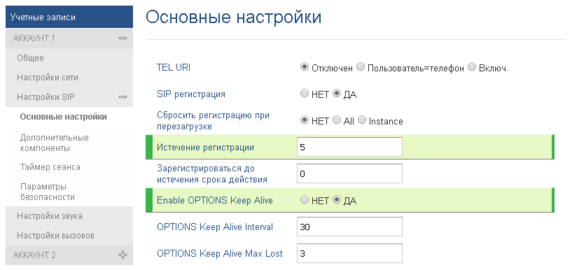 Учетные записи
АККАУНТ 1
Общее
Настройки сети
Настройки SIP
Основные настройки
Дополнительные
компоненты
Таймер сеанса
Параметры
безопасности
Настройки звука
Настройки вызовов
АККАУНТ 2
Основные настройки
TEL URI Отключен Пользователь=телефон Включ.
SIP регистрация НЕТ ДА
Сбросить регистрацию при
перезагрузке НЕТ All Instance
Истечение регистрации 5
Зарегистрироваться до
истечения срока действия 0
Enable OPTIONS Keep Alive НЕТ ДА
OPTIONS Keep Alive Interval 30
OPTIONS Keep Alive Max Lost 3